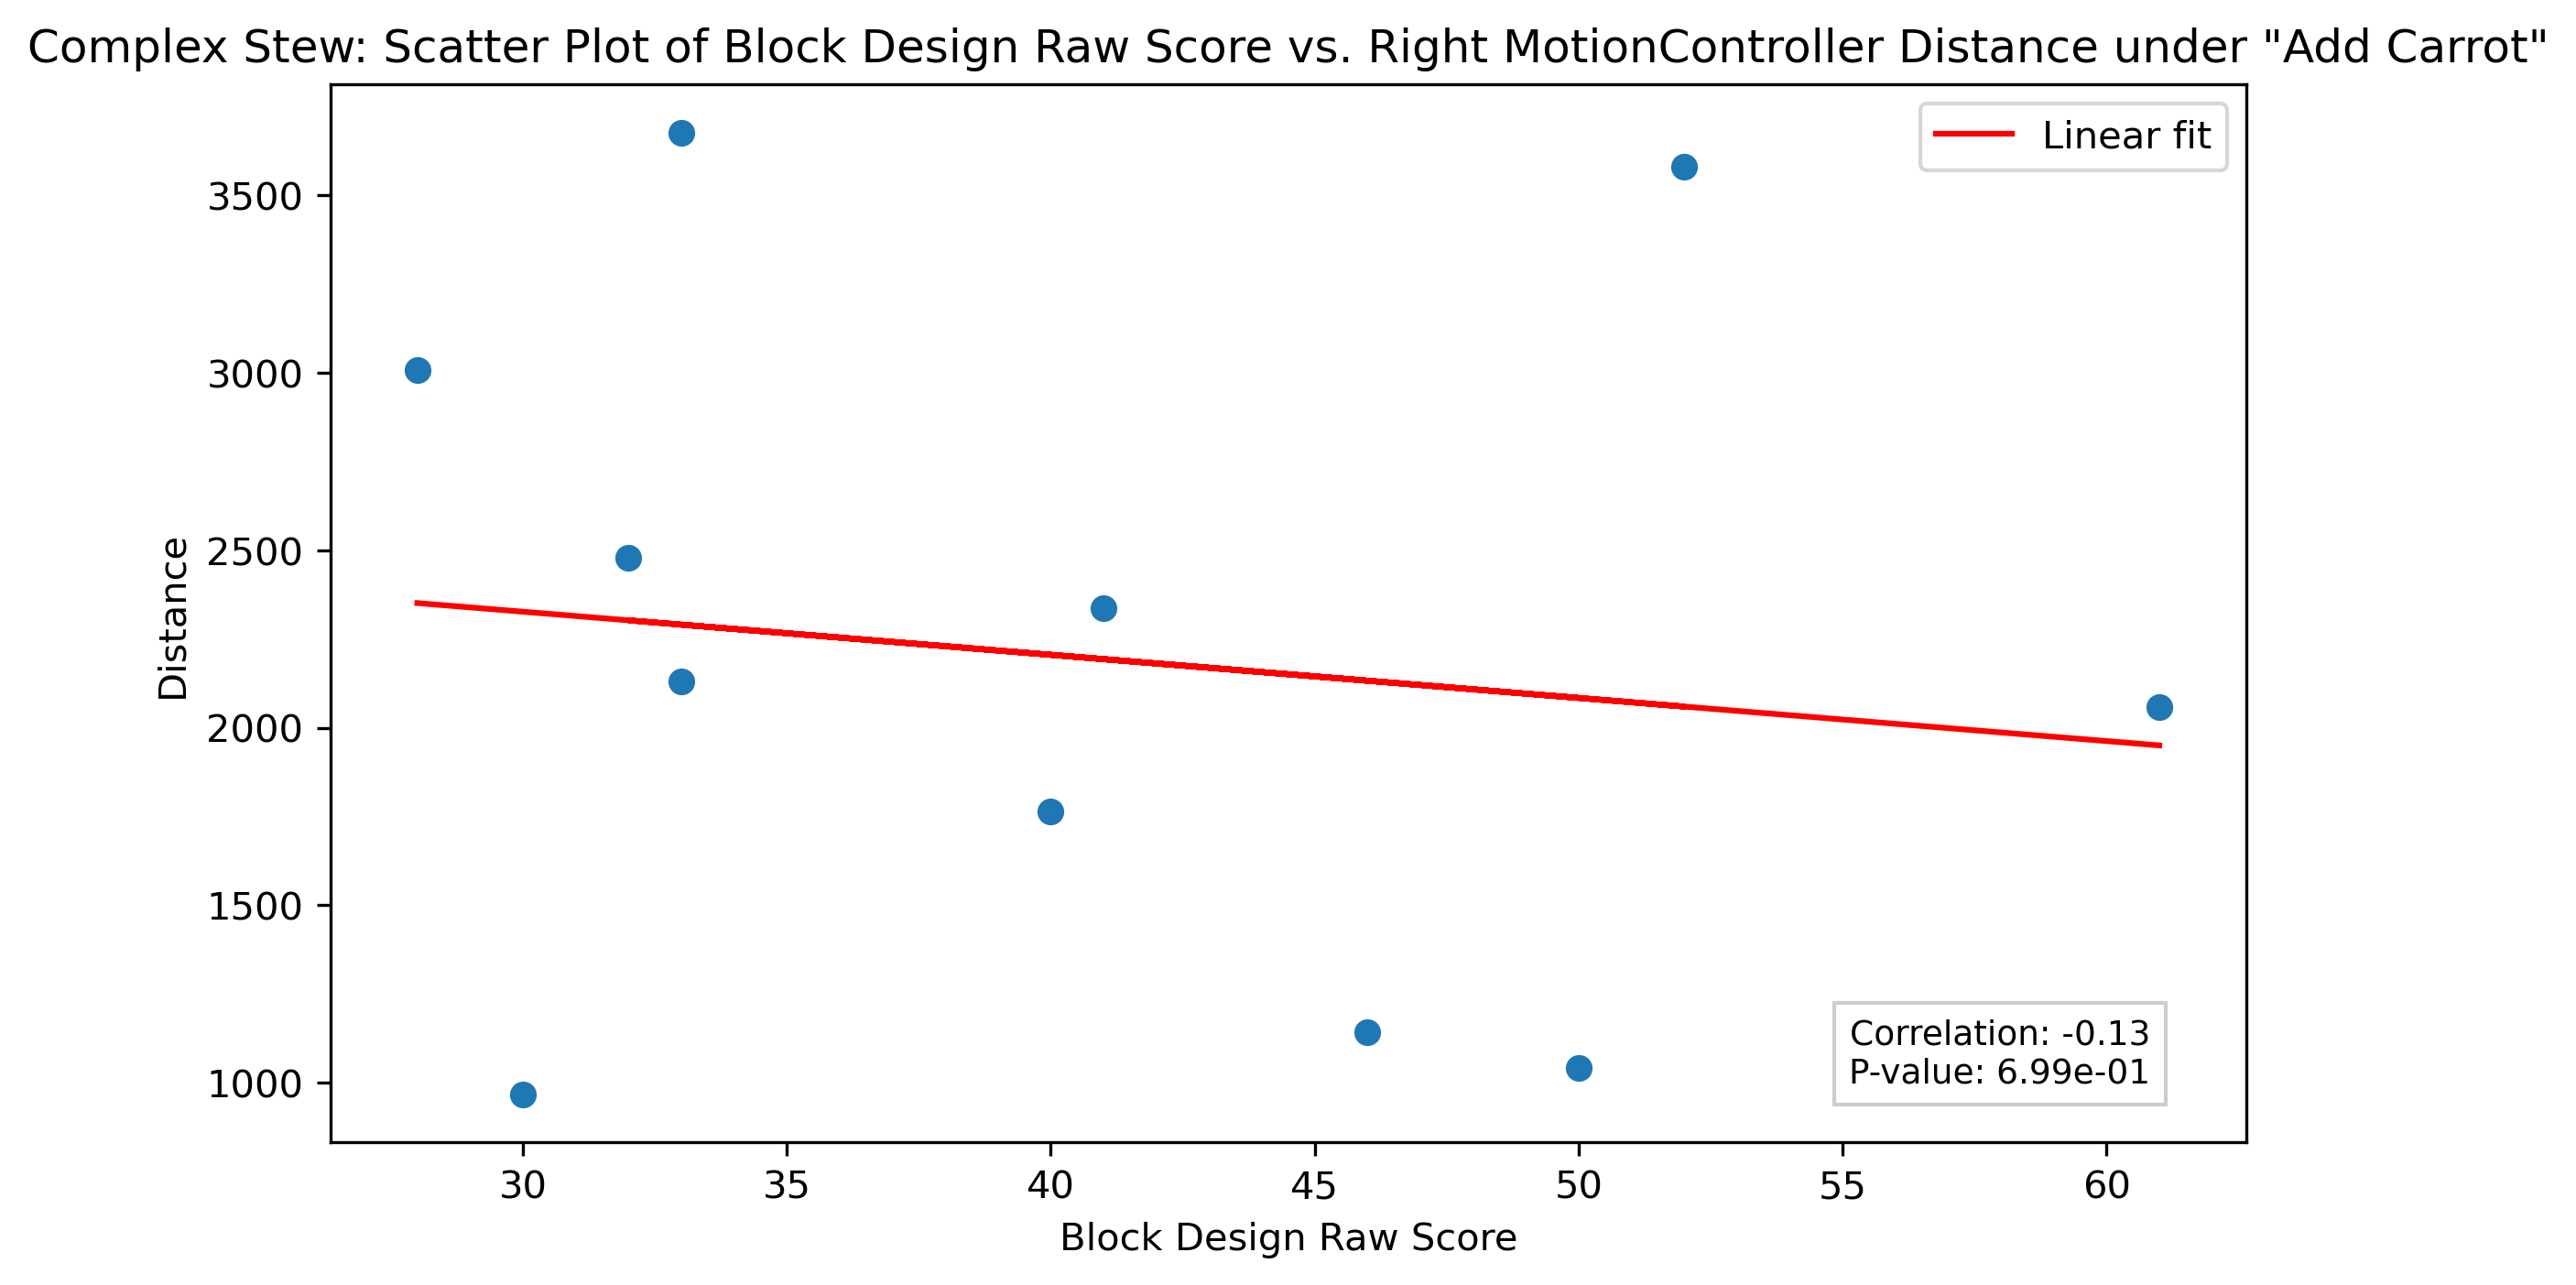 Complex Stew: Scatter Plot of Block Design Raw Score vs. Right MotionController Distance under "Add Carrot"
Linear fit
3500
3000
2500
2000
1500
1000
Distance
Correlation: -0.13
P-value: 6.99e-01
30 35 40 45 50 55 60
Block Design Raw Score